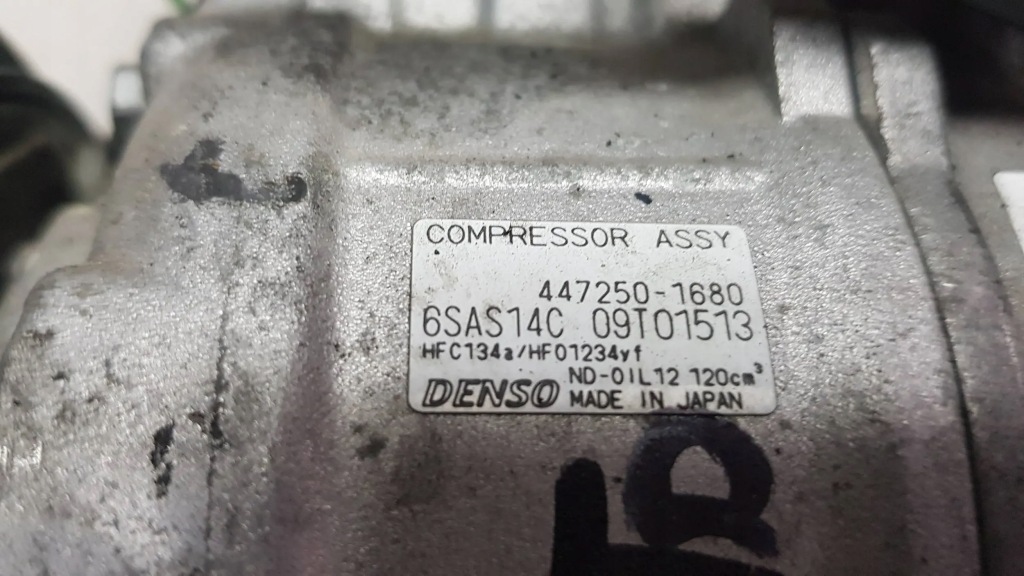 COMPRESSOR ASSY
447250-1680
6SAS14C 09T01513
HFC134a/HFO1234yf
ND-OIL12 120cm³
DENSO MADE IN JAPAN